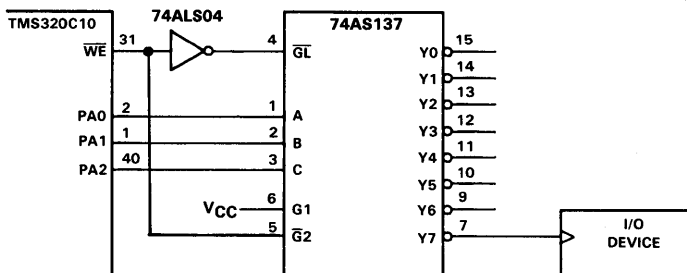 TMS320C10
74ALS04
74AS137
WE 31
4 GL
Y0 15
Y1 14
PA0 2
1 A
Y2 13
PA1 1
2 B
Y3 12
PA2 40
3 C
Y4 11
Y5 10
VCC 6 G1
Y6 9
5 G2
Y7 7
I/O
DEVICE